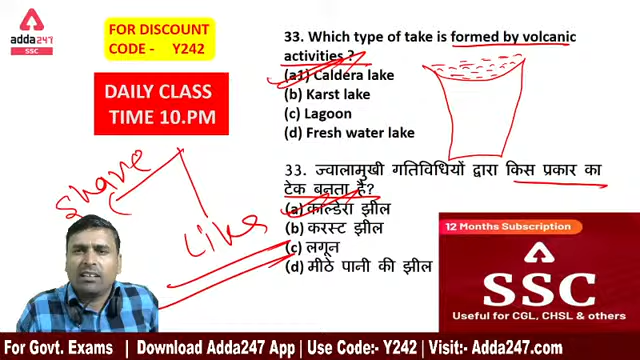 adda247
SSC
FOR DISCOUNT
CODE - Y242
DAILY CLASS
TIME 10.PM
share
Like
33. Which type of take is formed by volcanic
activities ?
(a1) Caldera lake
(b) Karst lake
(c) Lagoon
(d) Fresh water lake
33. ज्वालामुखी गतिविधियों द्वारा किस प्रकार का
टेक बनता है?
(a) काल्डेरा झील
(b) करस्ट झील
(c) लगून
(d) मीठे पानी की झील
12 Months Subscription
SSC
Useful for CGL, CHSL & others
For Govt. Exams | Download Adda247 App | Use Code:- Y242 | Visit:- Adda247.com